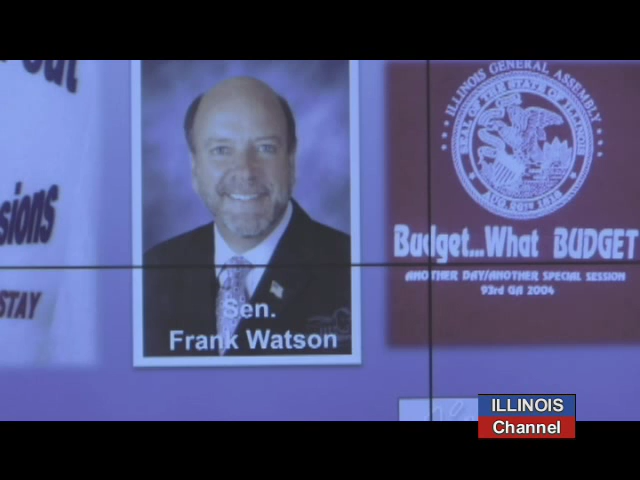 out
sions
STAY
Sen.
Frank Watson
ILLINOIS GENERAL ASSEMBLY
SEAL OF THE STATE OF ILLINOIS
AUG. 26TH 1818
Budget...What BUDGET
ANOTHER DAY/ANOTHER SPECIAL SESSION
93rd GA 2004
ILLINOIS
Channel